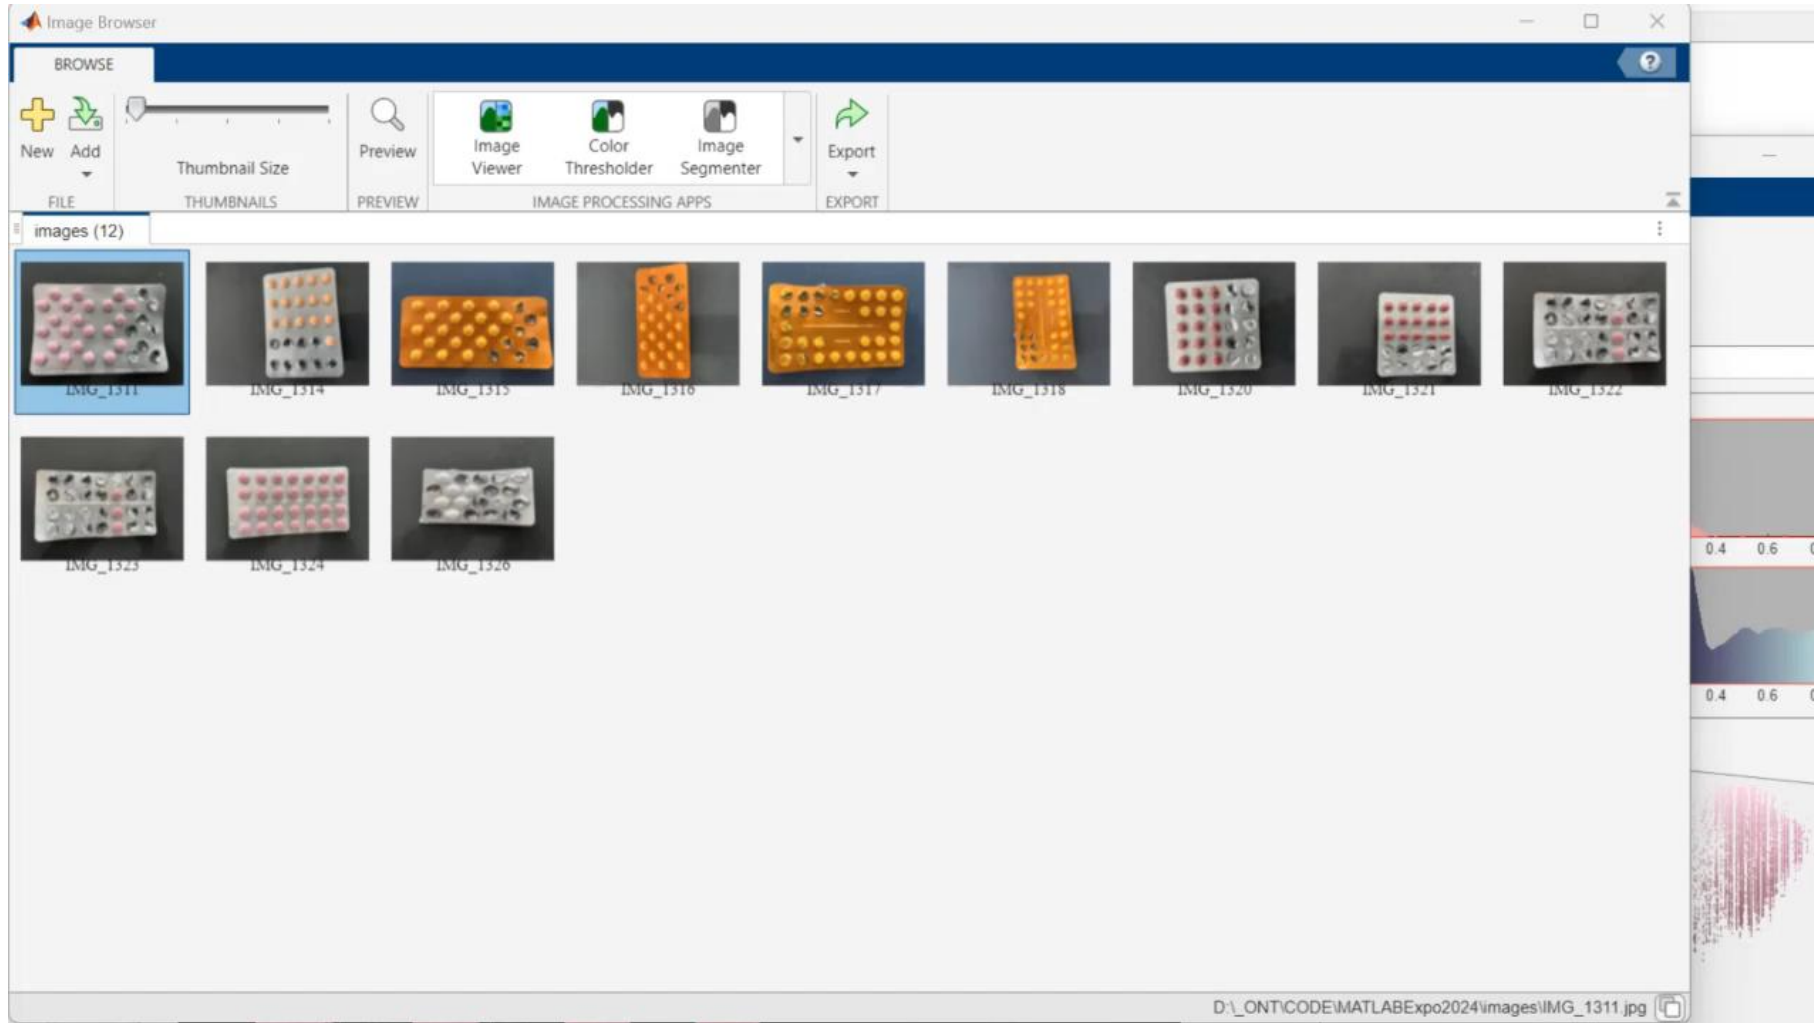 Image Browser
BROWSE
New
Add
Thumbnail Size
Preview
Image Viewer
Color Thresholder
Image Segmenter
Export
FILE
THUMBNAILS
PREVIEW
IMAGE PROCESSING APPS
EXPORT
images (12)
IMG_1311
IMG_1314
IMG_1315
IMG_1316
IMG_1317
IMG_1318
IMG_1320
IMG_1321
IMG_1322
IMG_1323
IMG_1324
IMG_1326
0.4 0.6
0.4 0.6
D:\_ONT\CODE\MATLABExpo2024\images\IMG_1311.jpg